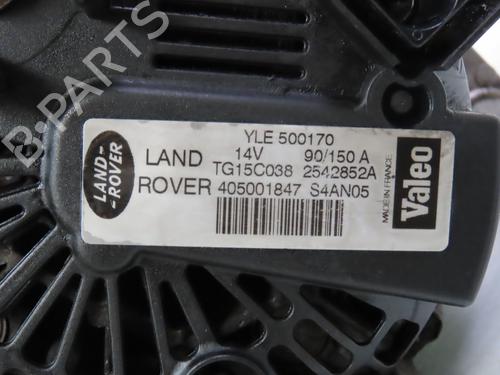 B-PARTS
YLE 500170
14V 90/150 A
LAND TG15C038 2542852A
ROVER 405001847 S4AN05
LAND-
-ROVER
Valeo
MADE IN FRANCE